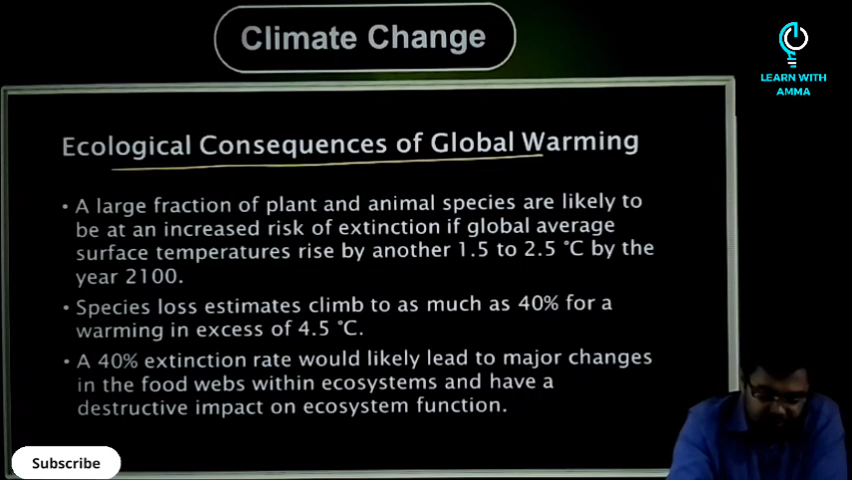 Climate Change
LEARN WITH
AMMA
Ecological Consequences of Global Warming
• A large fraction of plant and animal species are likely to
be at an increased risk of extinction if global average
surface temperatures rise by another 1.5 to 2.5 °C by the
year 2100.
• Species loss estimates climb to as much as 40% for a
warming in excess of 4.5 °C.
• A 40% extinction rate would likely lead to major changes
in the food webs within ecosystems and have a
destructive impact on ecosystem function.
Subscribe